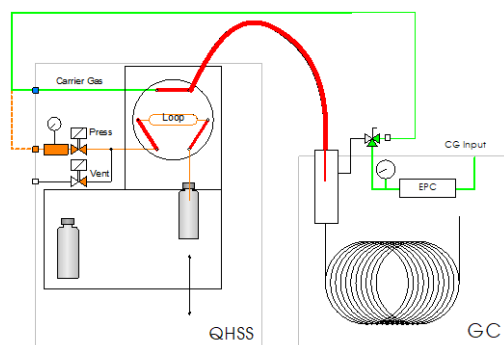 Carrier Gas
Loop
Press
Vent
CG Input
EPC
QHSS
GC